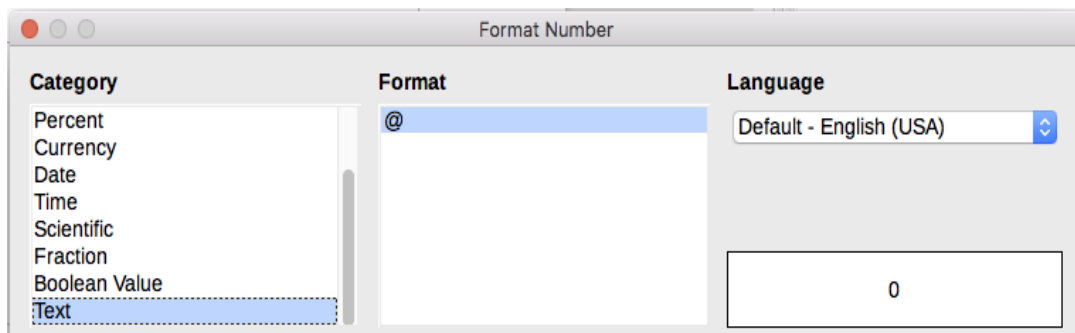 Format Number
Category
Percent
Currency
Date
Time
Scientific
Fraction
Boolean Value
Text
Format
@
Language
Default - English (USA)
0